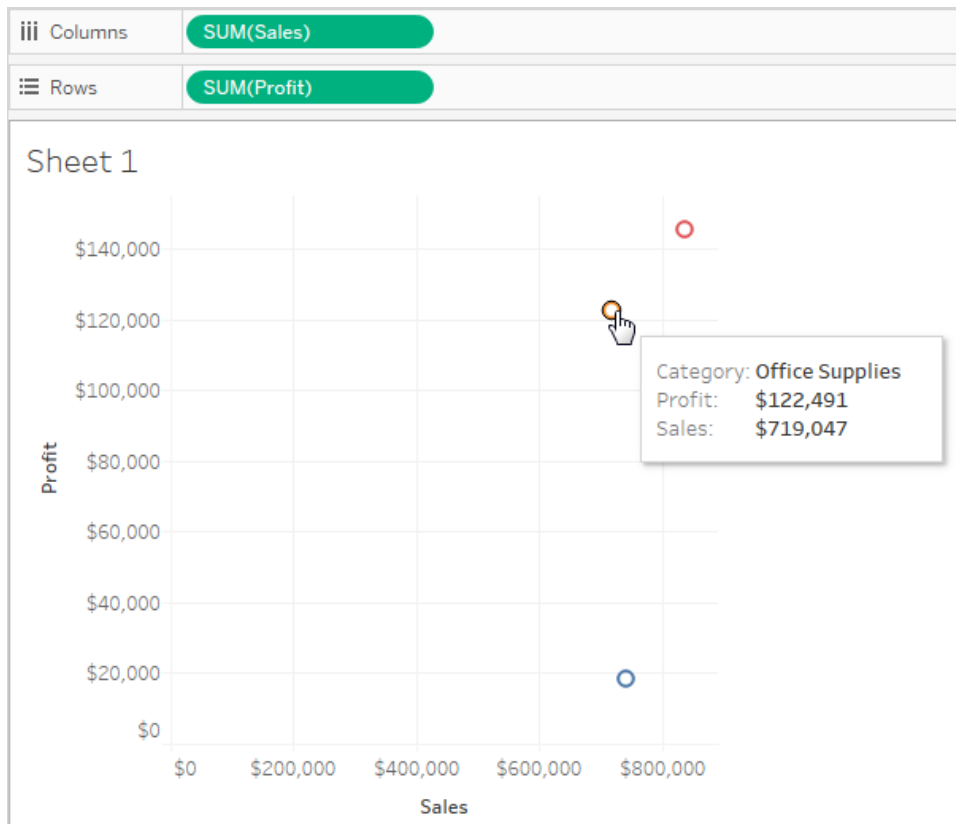 Columns
SUM(Sales)
Rows
SUM(Profit)
Sheet 1
$140,000
$120,000
$100,000
$80,000
$60,000
$40,000
$20,000
$0
Profit
Category: Office Supplies
Profit: $122,491
Sales: $719,047
$0 $200,000 $400,000 $600,000 $800,000
Sales